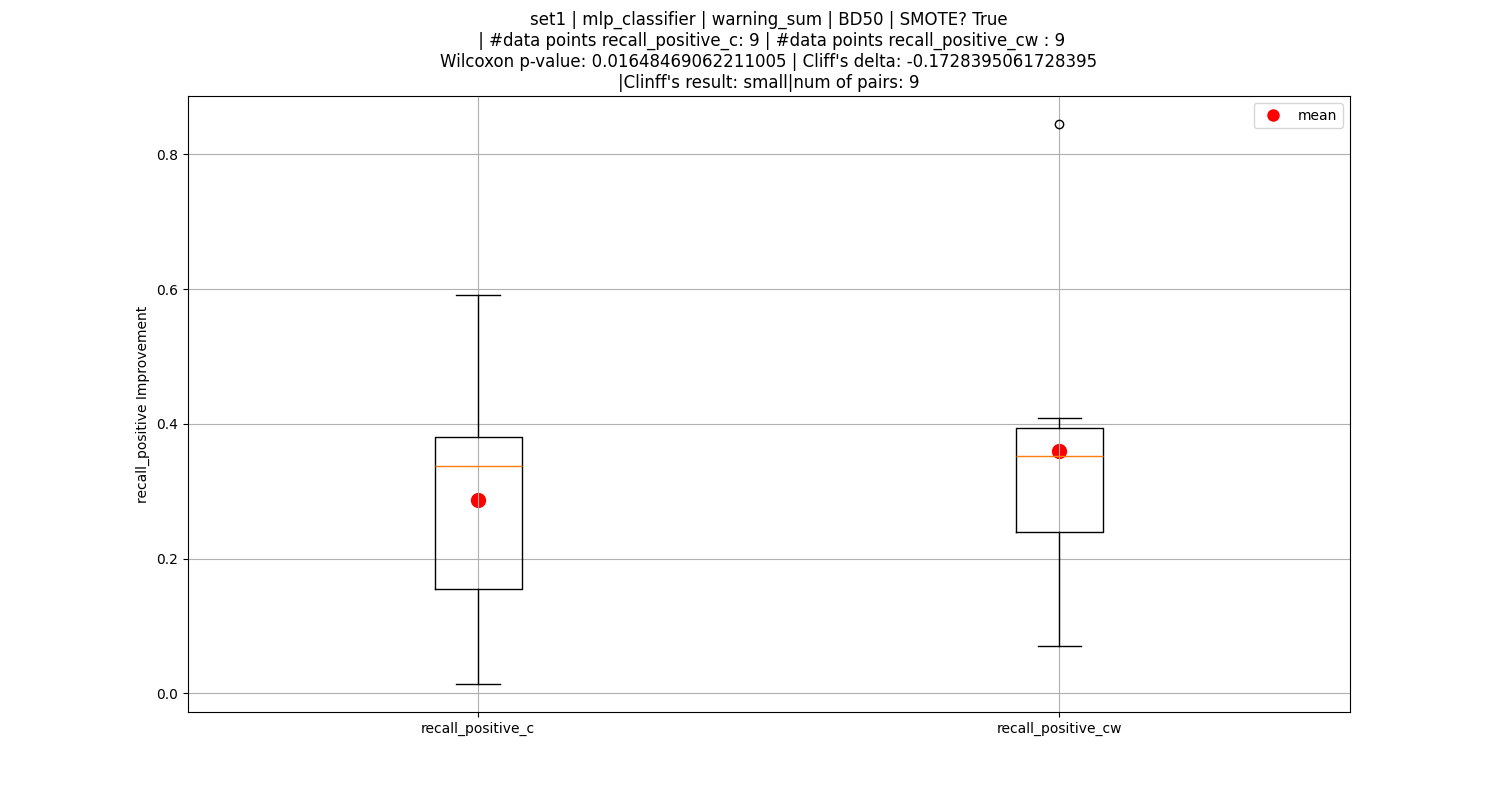 set1 | mlp_classifier | warning_sum | BD50 | SMOTE? True
| #data points recall_positive_c: 9 | #data points recall_positive_cw : 9
Wilcoxon p-value: 0.01648469062211005 | Cliff's delta: -0.1728395061728395
|Clinff's result: small|num of pairs: 9
mean
0.8
0.6
0.4
0.2
0.0
recall_positive Improvement
recall_positive_c
recall_positive_cw